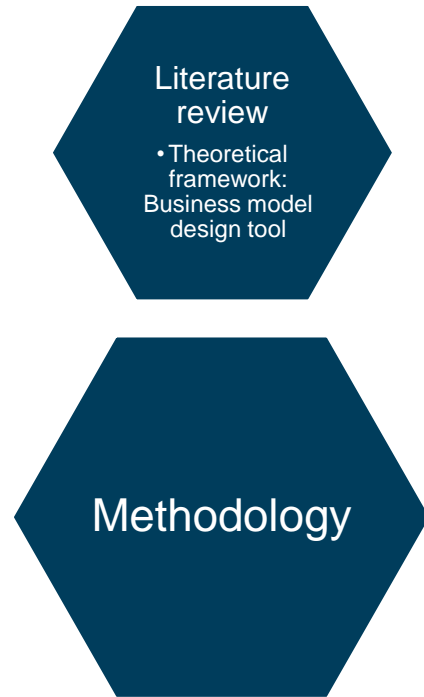 Literature
review
• Theoretical
framework:
Business model
design tool
Methodology